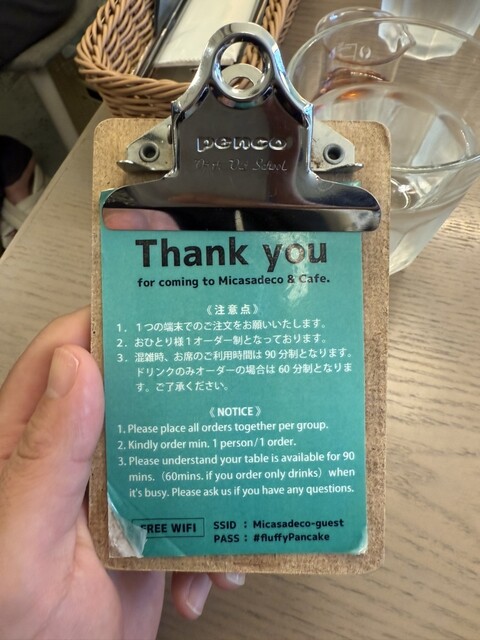 penco
Thank you
for coming to Micasadeco & Cafe.
《注意点》
1. 1つの端末でのご注文をお願いいたします。
2. おひとり様1オーダー制となっております。
3. 混雑時、お席のご利用時間は90分制となります。
ドリンクのみオーダーの場合は60分制となりま
す。ご了承ください。
《NOTICE》
1. Please place all orders together per group.
2. Kindly order min. 1 person/1 order.
3. Please understand your table is available for 90
mins. (60mins. if you order only drinks) when
it's busy. Please ask us if you have any questions.
FREE WIFI
SSID : Micasadeco-guest
PASS : #fluffyPancake